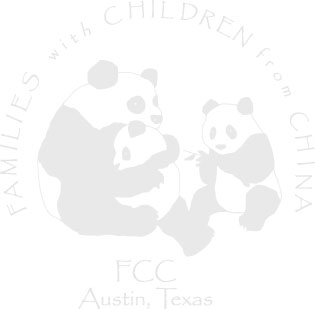 FAMILIES with CHILDREN from CHINA
FCC
Austin, Texas